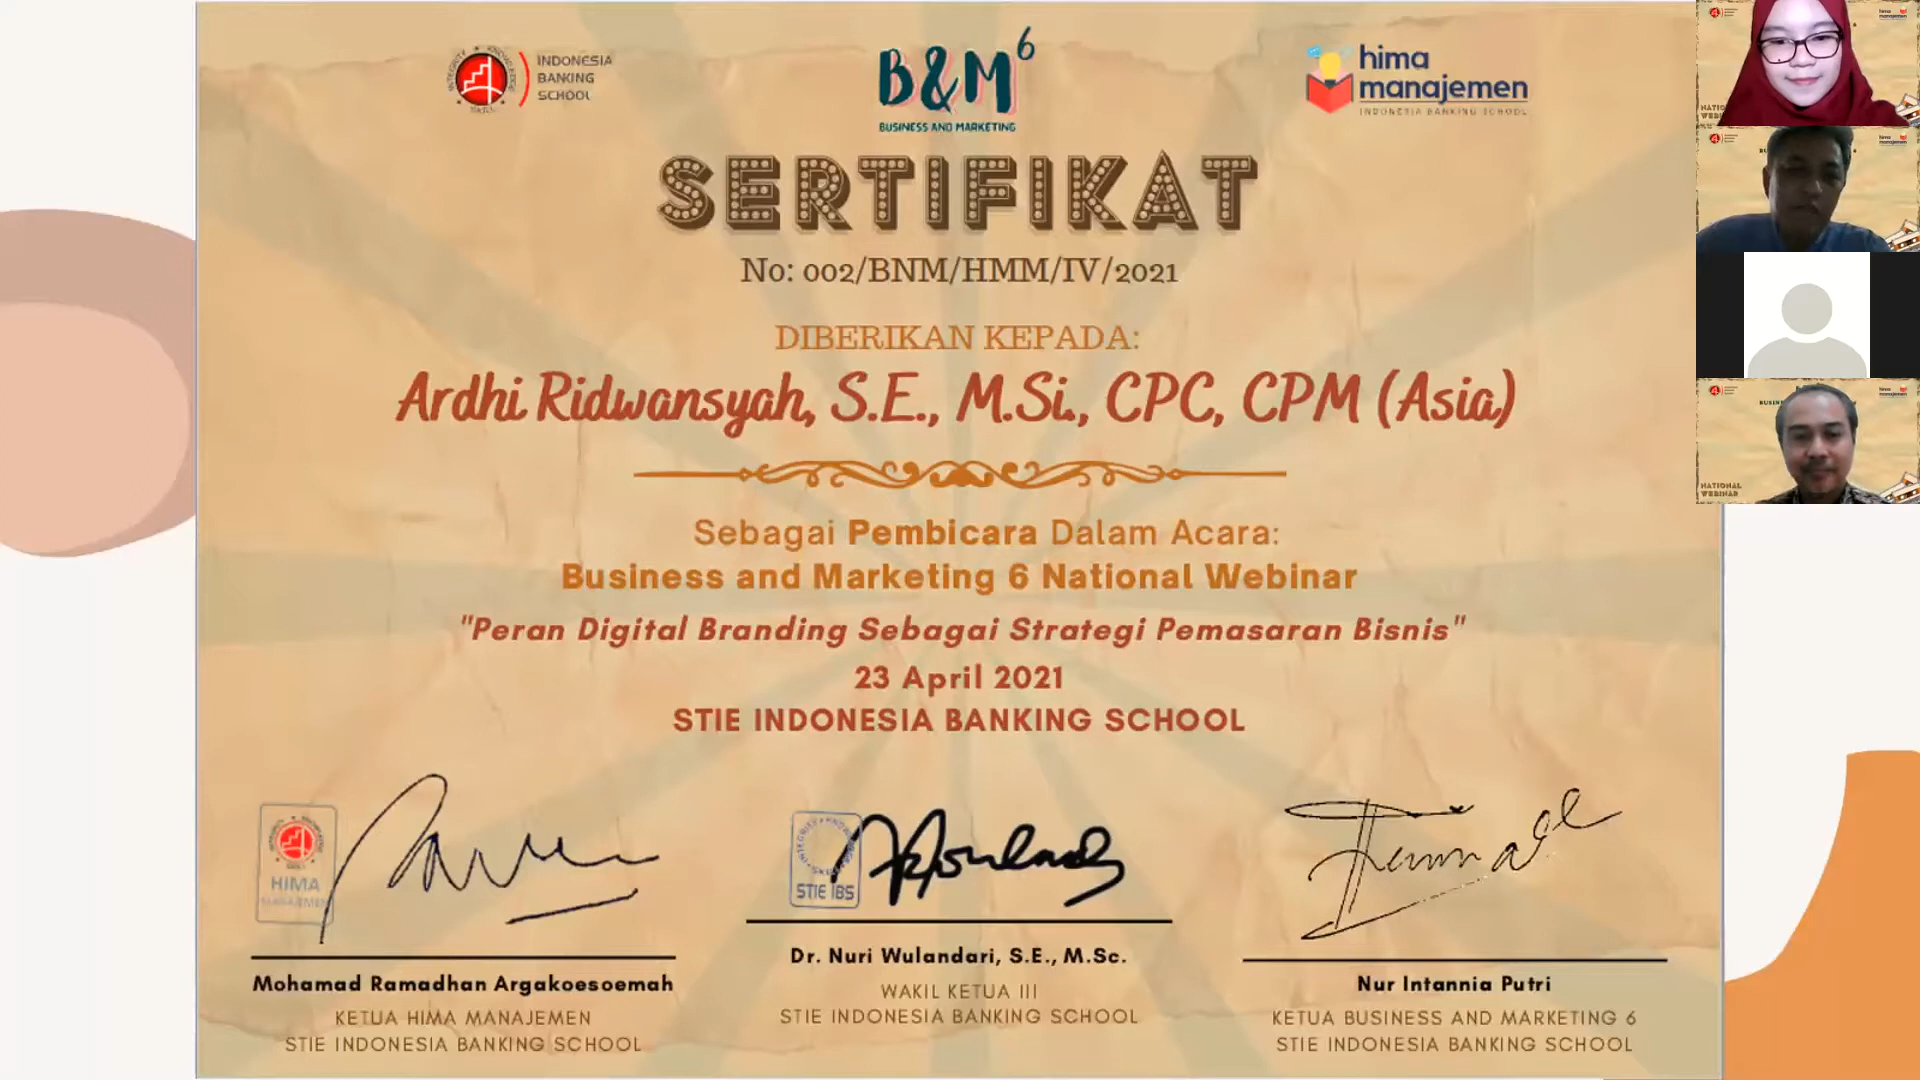 INDONESIA
BANKING
SCHOOL
B&M 6
BUSINESS AND MARKETING
hima
manajemen
INDONESIA BANKING SCHOOL
SERTIFIKAT
No: 002/BNM/HMM/IV/2021
DIBERIKAN KEPADA:
Ardhi Ridwansyah, S.E., M.Si., CPC, CPM (Asia)
Sebagai Pembicara Dalam Acara:
Business and Marketing 6 National Webinar
"Peran Digital Branding Sebagai Strategi Pemasaran Bisnis"
23 April 2021
STIE INDONESIA BANKING SCHOOL
HIMA
MANAJEMEN
STIE IBS
Mohamad Ramadhan Argakoesoemah
KETUA HIMA MANAJEMEN
STIE INDONESIA BANKING SCHOOL
Dr. Nuri Wulandari, S.E., M.Sc.
WAKIL KETUA III
STIE INDONESIA BANKING SCHOOL
Nur Intannia Putri
KETUA BUSINESS AND MARKETING 6
STIE INDONESIA BANKING SCHOOL
NATIONAL
WEBINAR